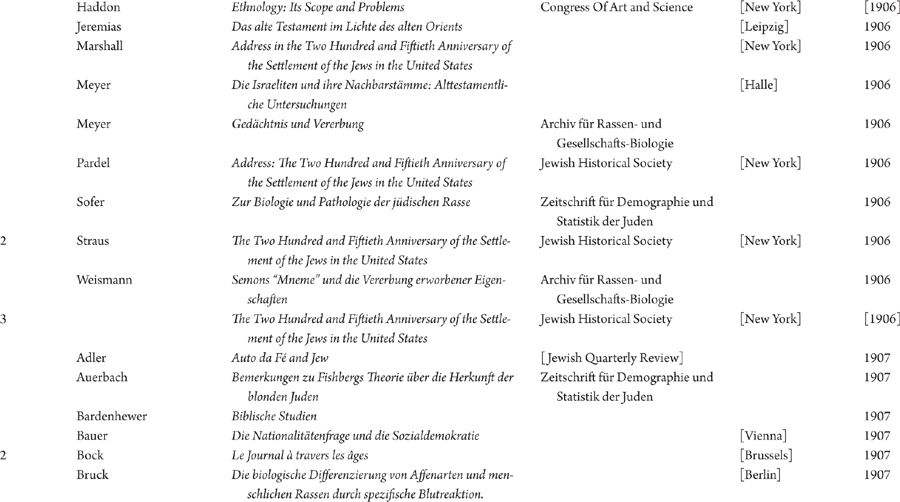 Haddon Ethnology: Its Scope and Problems Congress Of Art and Science [New York] [1906]
Jeremias Das alte Testament im Lichte des alten Orients [Leipzig] 1906
Marshall Address in the Two Hundred and Fiftieth Anniversary of [New York] 1906
the Settlement of the Jews in the United States
Meyer Die Israeliten und ihre Nachbarstämme: Alttestamentli- [Halle] 1906
che Untersuchungen
Meyer Gedächtnis und Vererbung Archiv für Rassen- und 1906
Gesellschafts-Biologie
Pardel Address: The Two Hundred and Fiftieth Anniversary of Jewish Historical Society [New York] 1906
the Settlement of the Jews in the United States
Sofer Zur Biologie und Pathologie der jüdischen Rasse Zeitschrift für Demographie und 1906
Statistik der Juden
2 Straus The Two Hundred and Fiftieth Anniversary of the Settle- Jewish Historical Society [New York] 1906
ment of the Jews in the United States
Weismann Semons “Mneme” und die Vererbung erworbener Eigen- Archiv für Rassen- und 1906
schaften Gesellschafts-Biologie
3 The Two Hundred and Fiftieth Anniversary of the Settle- Jewish Historical Society [New York] [1906]
ment of the Jews in the United States
Adler Auto da Fé and Jew [Jewish Quarterly Review] 1907
Auerbach Bemerkungen zu Fishbergs Theorie über die Herkunft der Zeitschrift für Demographie und 1907
blonden Juden Statistik der Juden
Bardenhewer Biblische Studien 1907
Bauer Die Nationalitätenfrage und die Sozialdemokratie [Vienna] 1907
2 Bock Le Journal à travers les âges [Brussels] 1907
Bruck Die biologische Differenzierung von Affenarten und men- [Berlin] 1907
schlichen Rassen durch spezifische Blutreaktion.